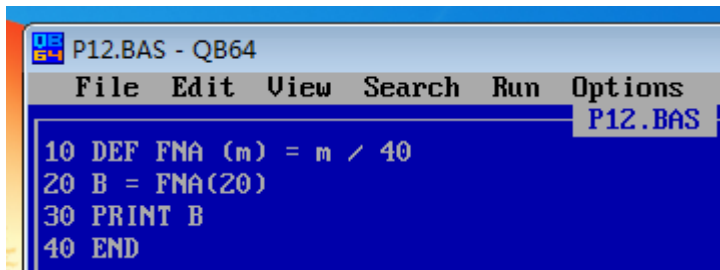 QB64 P12.BAS - QB64
File Edit View Search Run Options
P12.BAS
10 DEF FNA (m) = m / 40
20 B = FNA(20)
30 PRINT B
40 END